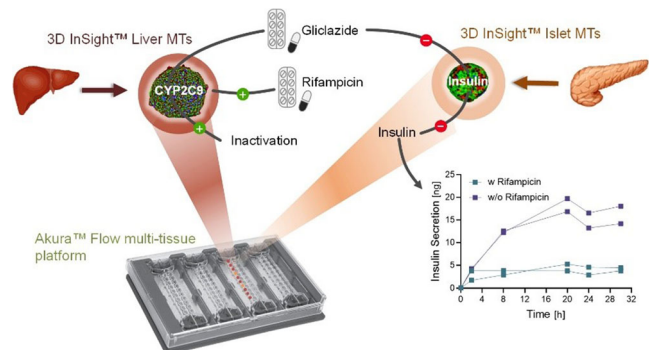 3D InSight™ Liver MTs
Gliclazide
3D InSight™ Islet MTs
CYP2C9
Rifampicin
Insulin
Inactivation
Insulin
Akura™ Flow multi-tissue
platform
w Rifampicin
w/o Rifampicin
Insulin Secretion [ng]
25
20
15
10
5
0
0 4 8 12 16 20 24 28 32
Time [h]